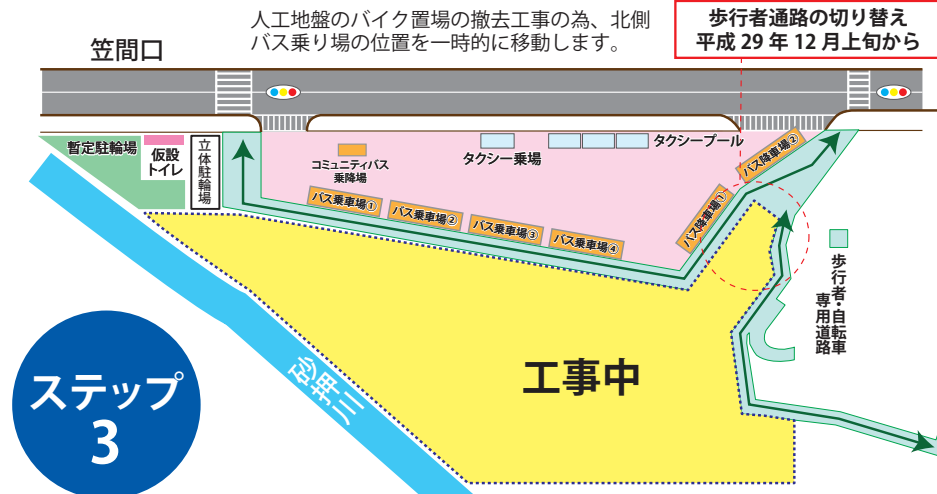 人工地盤のバイク置場の撤去工事の為、北側
バス乗り場の位置を一時的に移動します。
歩行者通路の切り替え
平成29年12月上旬から
笠間口
暫定駐輪場
仮設
トイレ
立体駐輪場
コミュニティバス
乗降場
タクシー乗場
タクシープール
バス降車場②
バス乗車場①
バス乗車場②
バス乗車場③
バス乗車場④
バス降車場①
歩行者・自転車
専用道路
砂押川
工事中
ステップ
3